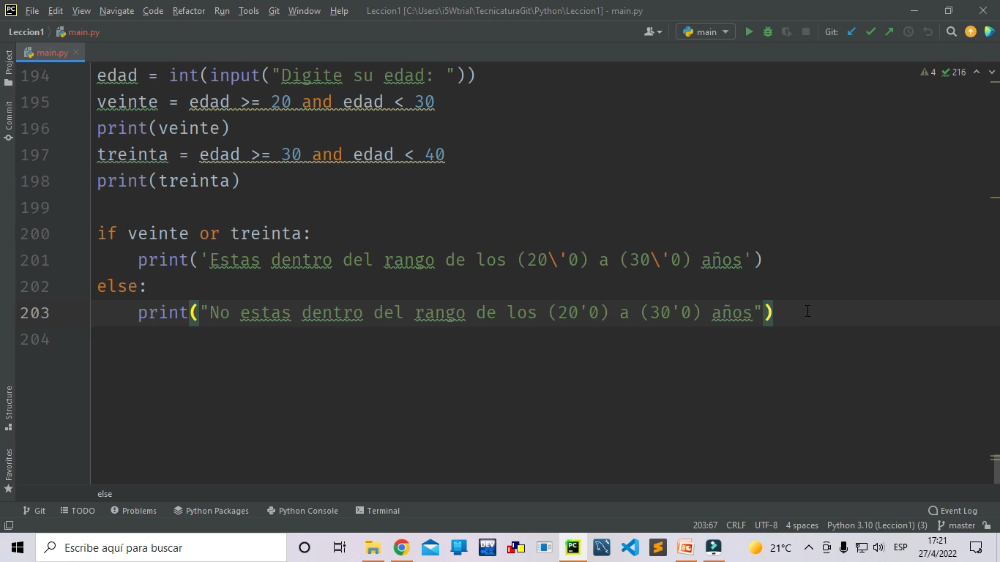 PC File Edit View Navigate Code Refactor Run Tools Git Window Help Leccion1 [C:\Users\i5Wtrial\TecnicaturaGit\Python\Leccion1] - main.py
Leccion1 main.py main Git:
main.py
Project
Commit
Structure
Favorites
4 216
194 edad = int(input("Digite su edad: "))
195 veinte = edad >= 20 and edad < 30
196 print(veinte)
197 treinta = edad >= 30 and edad < 40
198 print(treinta)
199
200 if veinte or treinta:
201     print('Estas dentro del rango de los (20\'0) a (30\'0) años')
202 else:
203     print("No estas dentro del rango de los (20'0) a (30'0) años")
204
else
Git TODO Problems Python Packages Python Console Terminal Event Log
203:67 CRLF UTF-8 4 spaces Python 3.10 (Leccion1) (3) master
Escribe aquí para buscar DEV PC 21°C ESP 17:21
27/4/2022